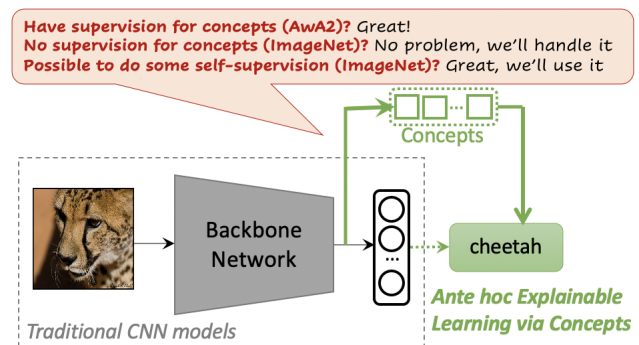 Have supervision for concepts (AwA2)? Great!
No supervision for concepts (ImageNet)? No problem, we'll handle it
Possible to do some self-supervision (ImageNet)? Great, we'll use it
...
Concepts
Backbone
Network
...
cheetah
Ante hoc Explainable
Learning via Concepts
Traditional CNN models